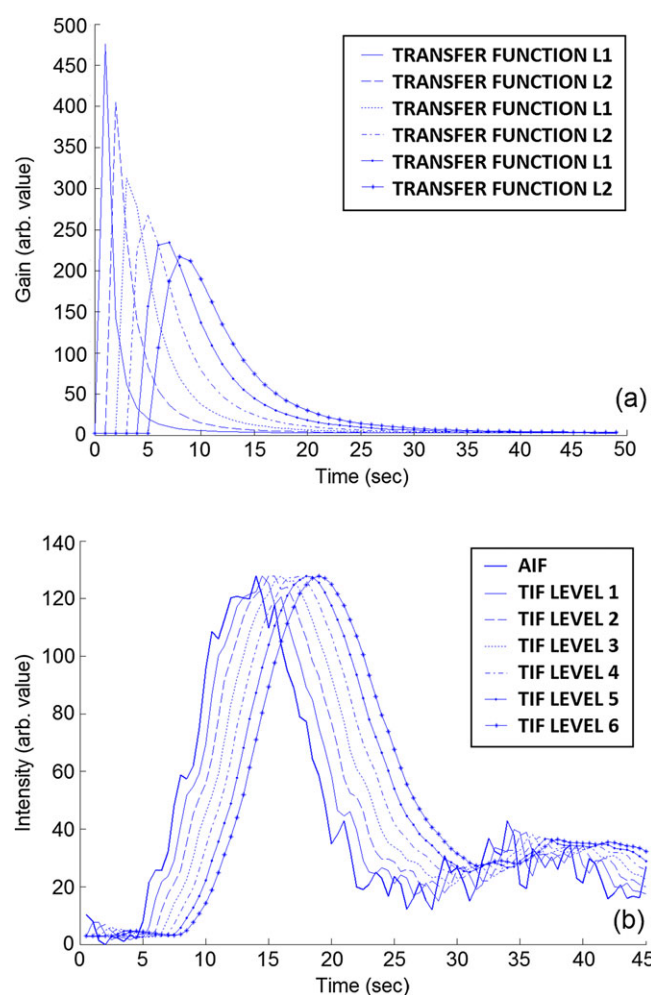 500
450
400
350
300
250
200
150
100
50
0
Gain (arb. value)
TRANSFER FUNCTION L1
TRANSFER FUNCTION L2
TRANSFER FUNCTION L1
TRANSFER FUNCTION L2
TRANSFER FUNCTION L1
TRANSFER FUNCTION L2
(a)
0 5 10 15 20 25 30 35 40 45 50
Time (sec)
140
120
100
80
60
40
20
0
Intensity (arb. value)
AIF
TIF LEVEL 1
TIF LEVEL 2
TIF LEVEL 3
TIF LEVEL 4
TIF LEVEL 5
TIF LEVEL 6
(b)
0 5 10 15 20 25 30 35 40 45
Time (sec)